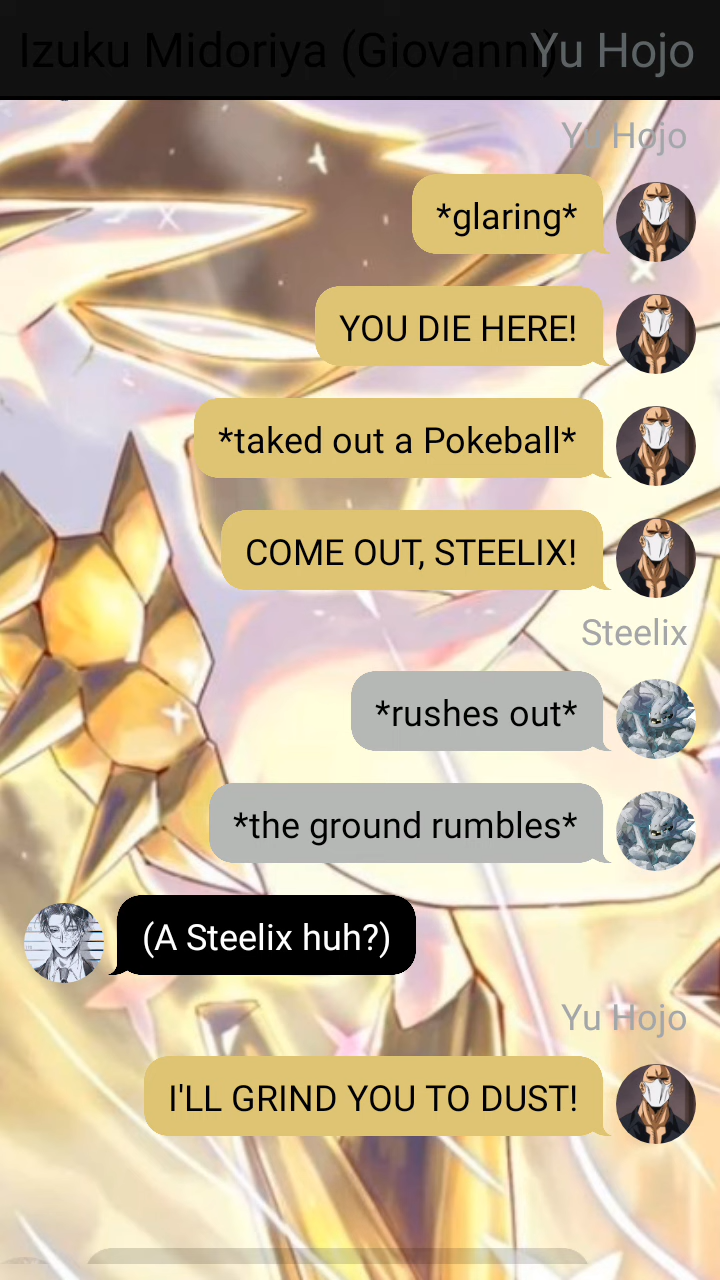 Izuku Midoriya (Giovanni) Yu Hojo
Yu Hojo
*glaring*
YOU DIE HERE!
*taked out a Pokeball*
COME OUT, STEELIX!
Steelix
*rushes out*
*the ground rumbles*
(A Steelix huh?)
Yu Hojo
I'LL GRIND YOU TO DUST!